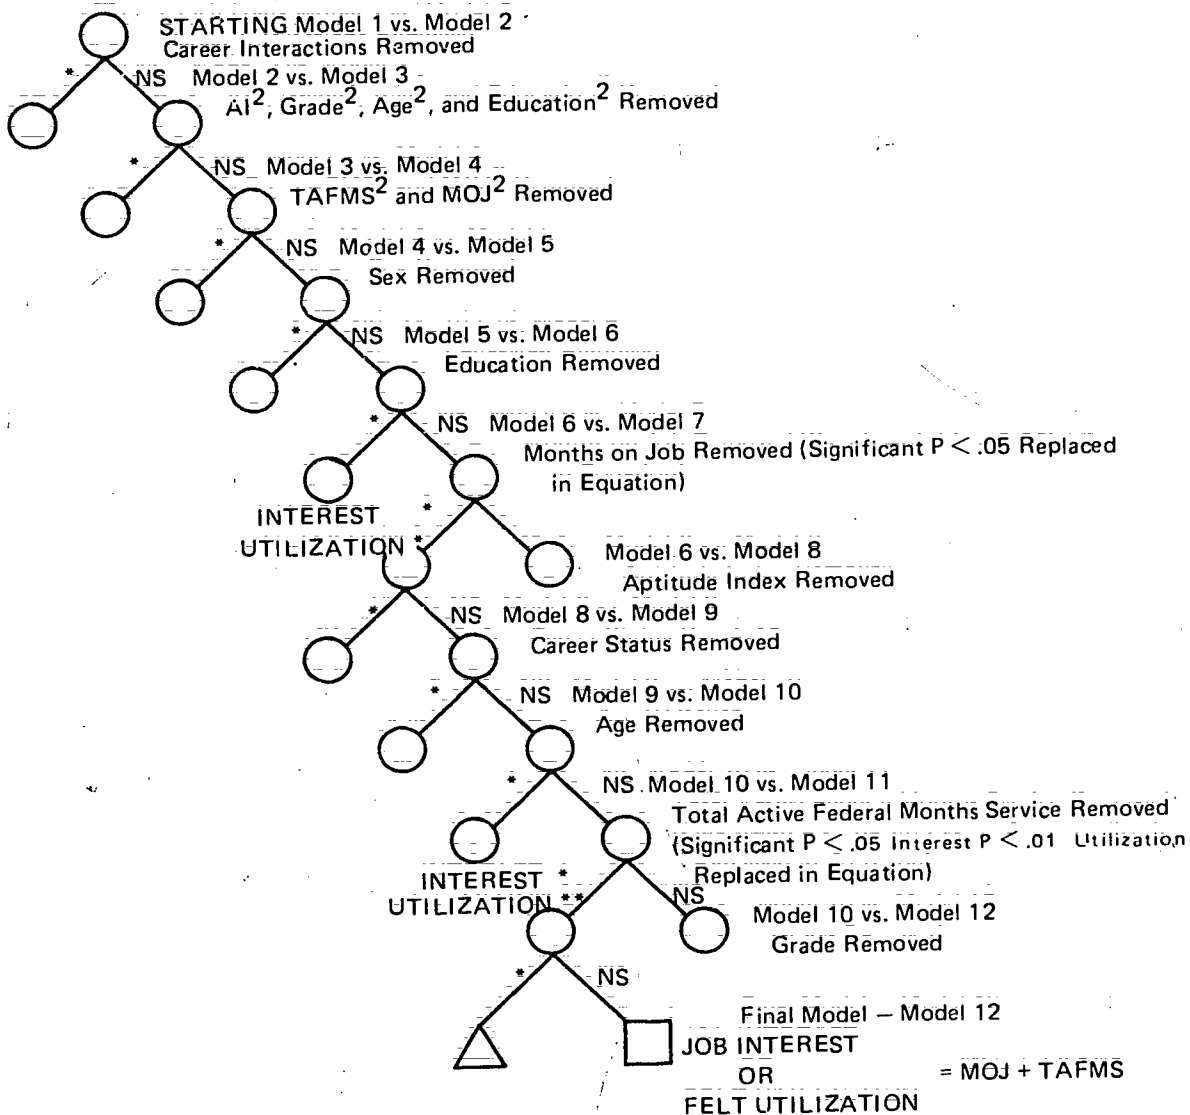 STARTING Model 1 vs. Model 2
Career Interactions Removed
* NS Model 2 vs. Model 3
AI², Grade², Age², and Education² Removed
* NS Model 3 vs. Model 4
TAFMS² and MOJ² Removed
* NS Model 4 vs. Model 5
Sex Removed
* NS Model 5 vs. Model 6
Education Removed
* NS Model 6 vs. Model 7
Months on Job Removed (Significant P < .05 Replaced
in Equation)
INTEREST *
UTILIZATION *
Model 6 vs. Model 8
Aptitude Index Removed
* NS Model 8 vs. Model 9
Career Status Removed
* NS Model 9 vs. Model 10
Age Removed
* NS Model 10 vs. Model 11
Total Active Federal Months Service Removed
(Significant P < .05 Interest P < .01 Utilization
Replaced in Equation)
INTEREST *
UTILIZATION ** NS
Model 10 vs. Model 12
Grade Removed
* NS
Final Model – Model 12
JOB INTEREST
OR = MOJ + TAFMS
FELT UTILIZATION